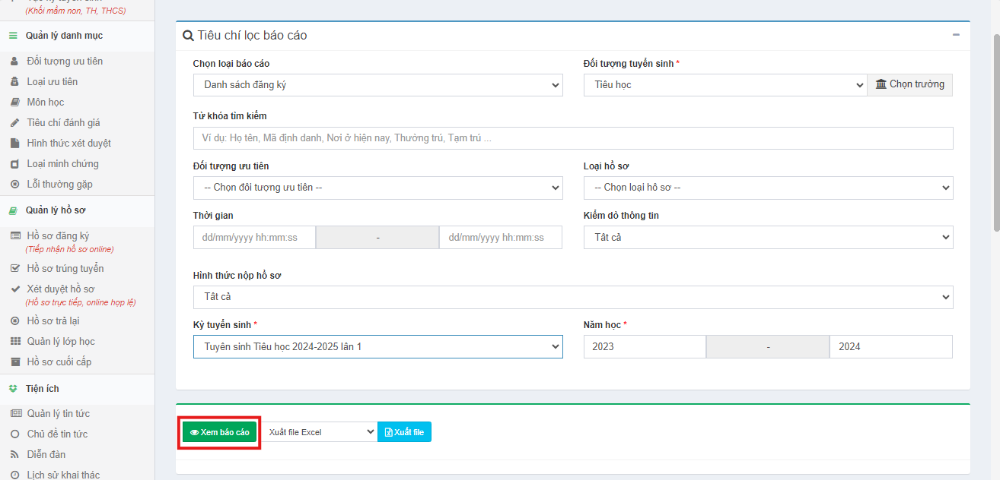 (Khối mầm non, TH, THCS)
Quản lý danh mục
Đối tượng ưu tiên
Loại ưu tiên
Môn học
Tiêu chí đánh giá
Hình thức xét duyệt
Loại minh chứng
Lỗi thường gặp
Quản lý hồ sơ
Hồ sơ đăng ký
(Tiếp nhận hồ sơ online)
Hồ sơ trúng tuyển
Xét duyệt hồ sơ
(Hồ sơ trực tiếp, online hợp lệ)
Hồ sơ trả lại
Quản lý lớp học
Hồ sơ cuối cấp
Tiện ích
Quản lý tin tức
Chủ đề tin tức
Diễn đàn
Lịch sử khai thác
Tiêu chí lọc báo cáo
Chọn loại báo cáo
Đối tượng tuyển sinh *
Danh sách đăng ký
Tiêu học
Chọn trường
Từ khóa tìm kiếm
Ví dụ: Họ tên, Mã định danh, Nơi ở hiện nay, Thường trú, Tạm trú ...
Đối tượng ưu tiên
Loại hồ sơ
-- Chọn đối tượng ưu tiên --
-- Chọn loại hồ sơ --
Thời gian
Kiểm dò thông tin
dd/mm/yyyy hh:mm:ss - dd/mm/yyyy hh:mm:ss
Tất cả
Hình thức nộp hồ sơ
Tất cả
Kỳ tuyển sinh *
Năm học *
Tuyên sinh Tiêu học 2024-2025 lân 1
2023 - 2024
Xem báo cáo
Xuất file Excel
Xuất file